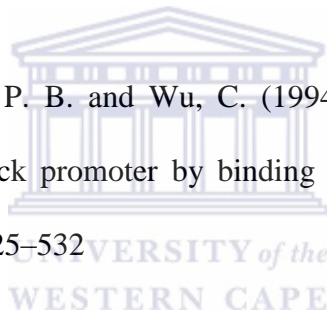 P. B. and Wu, C. (1994
ck promoter by binding
25–532
UNIVERSITY of the
WESTERN CAPE